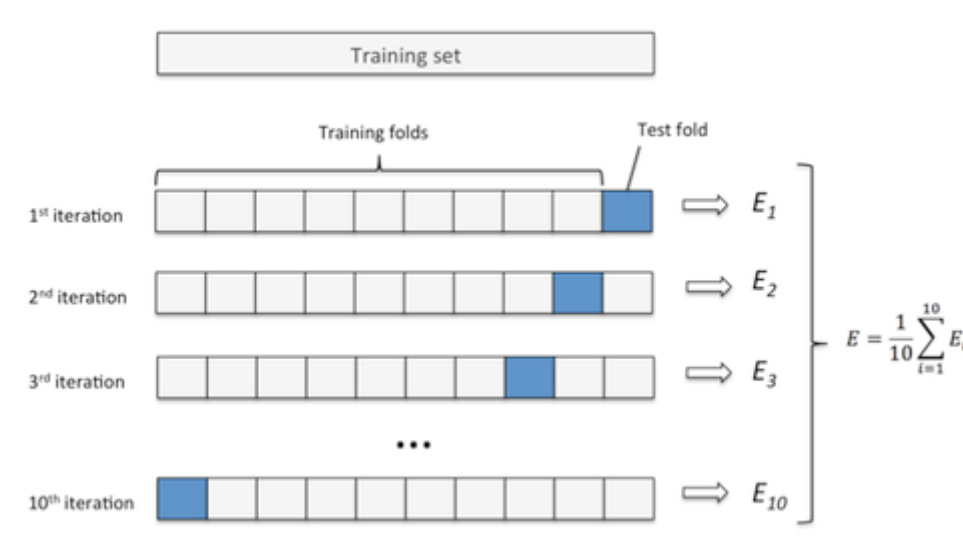 Training set
Training folds
Test fold
1st iteration
E1
2nd iteration
E2
E = 1/10 10∑i=1 Ei
3rd iteration
E3
...
10th iteration
E10